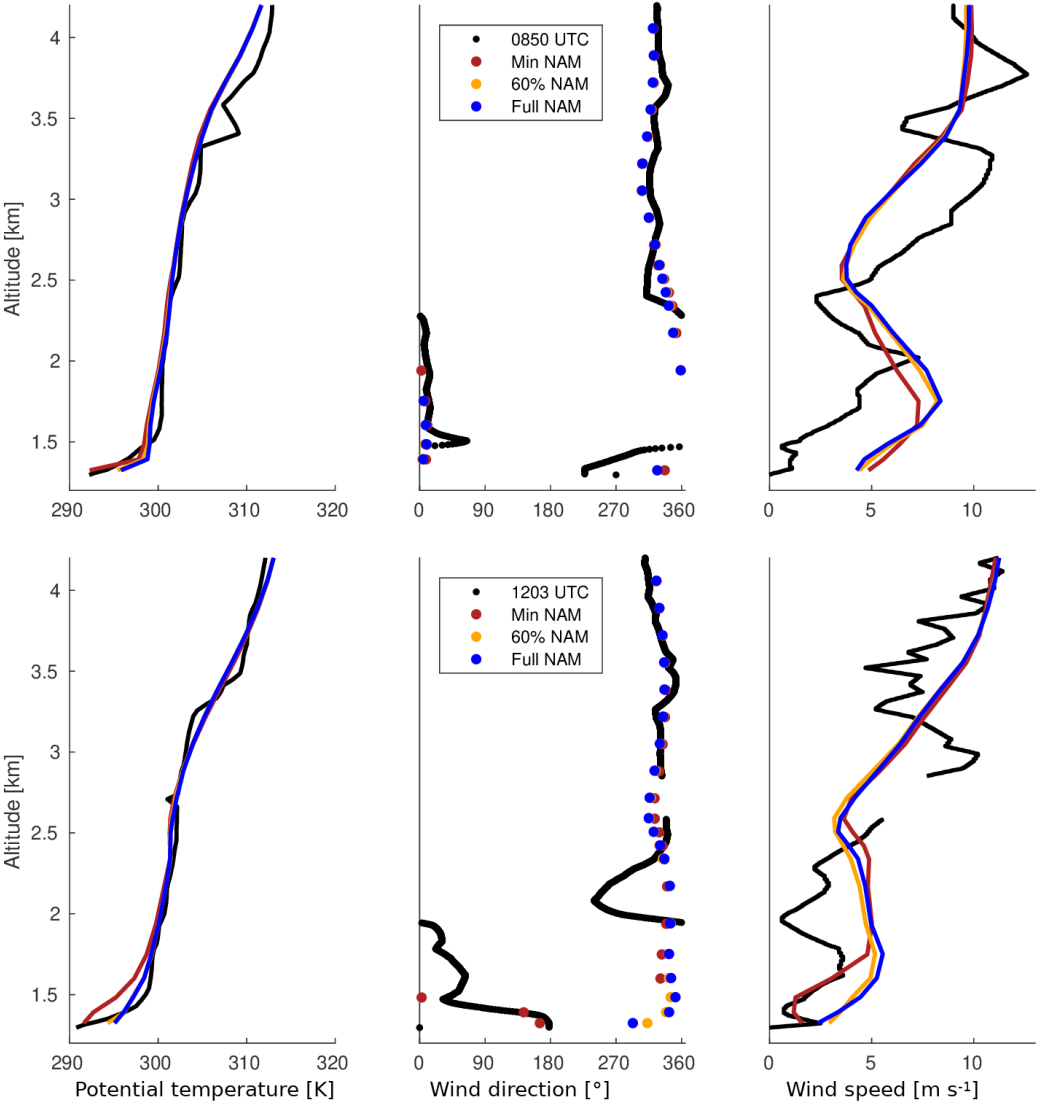 4
3.5
3
2.5
2
1.5
Altitude [km]
290 300 310 320
0850 UTC
Min NAM
60% NAM
Full NAM
0 90 180 270 360
0 5 10
4
3.5
3
2.5
2
1.5
Altitude [km]
290 300 310 320
Potential temperature [K]
1203 UTC
Min NAM
60% NAM
Full NAM
0 90 180 270 360
Wind direction [°]
0 5 10
Wind speed [m s⁻¹]